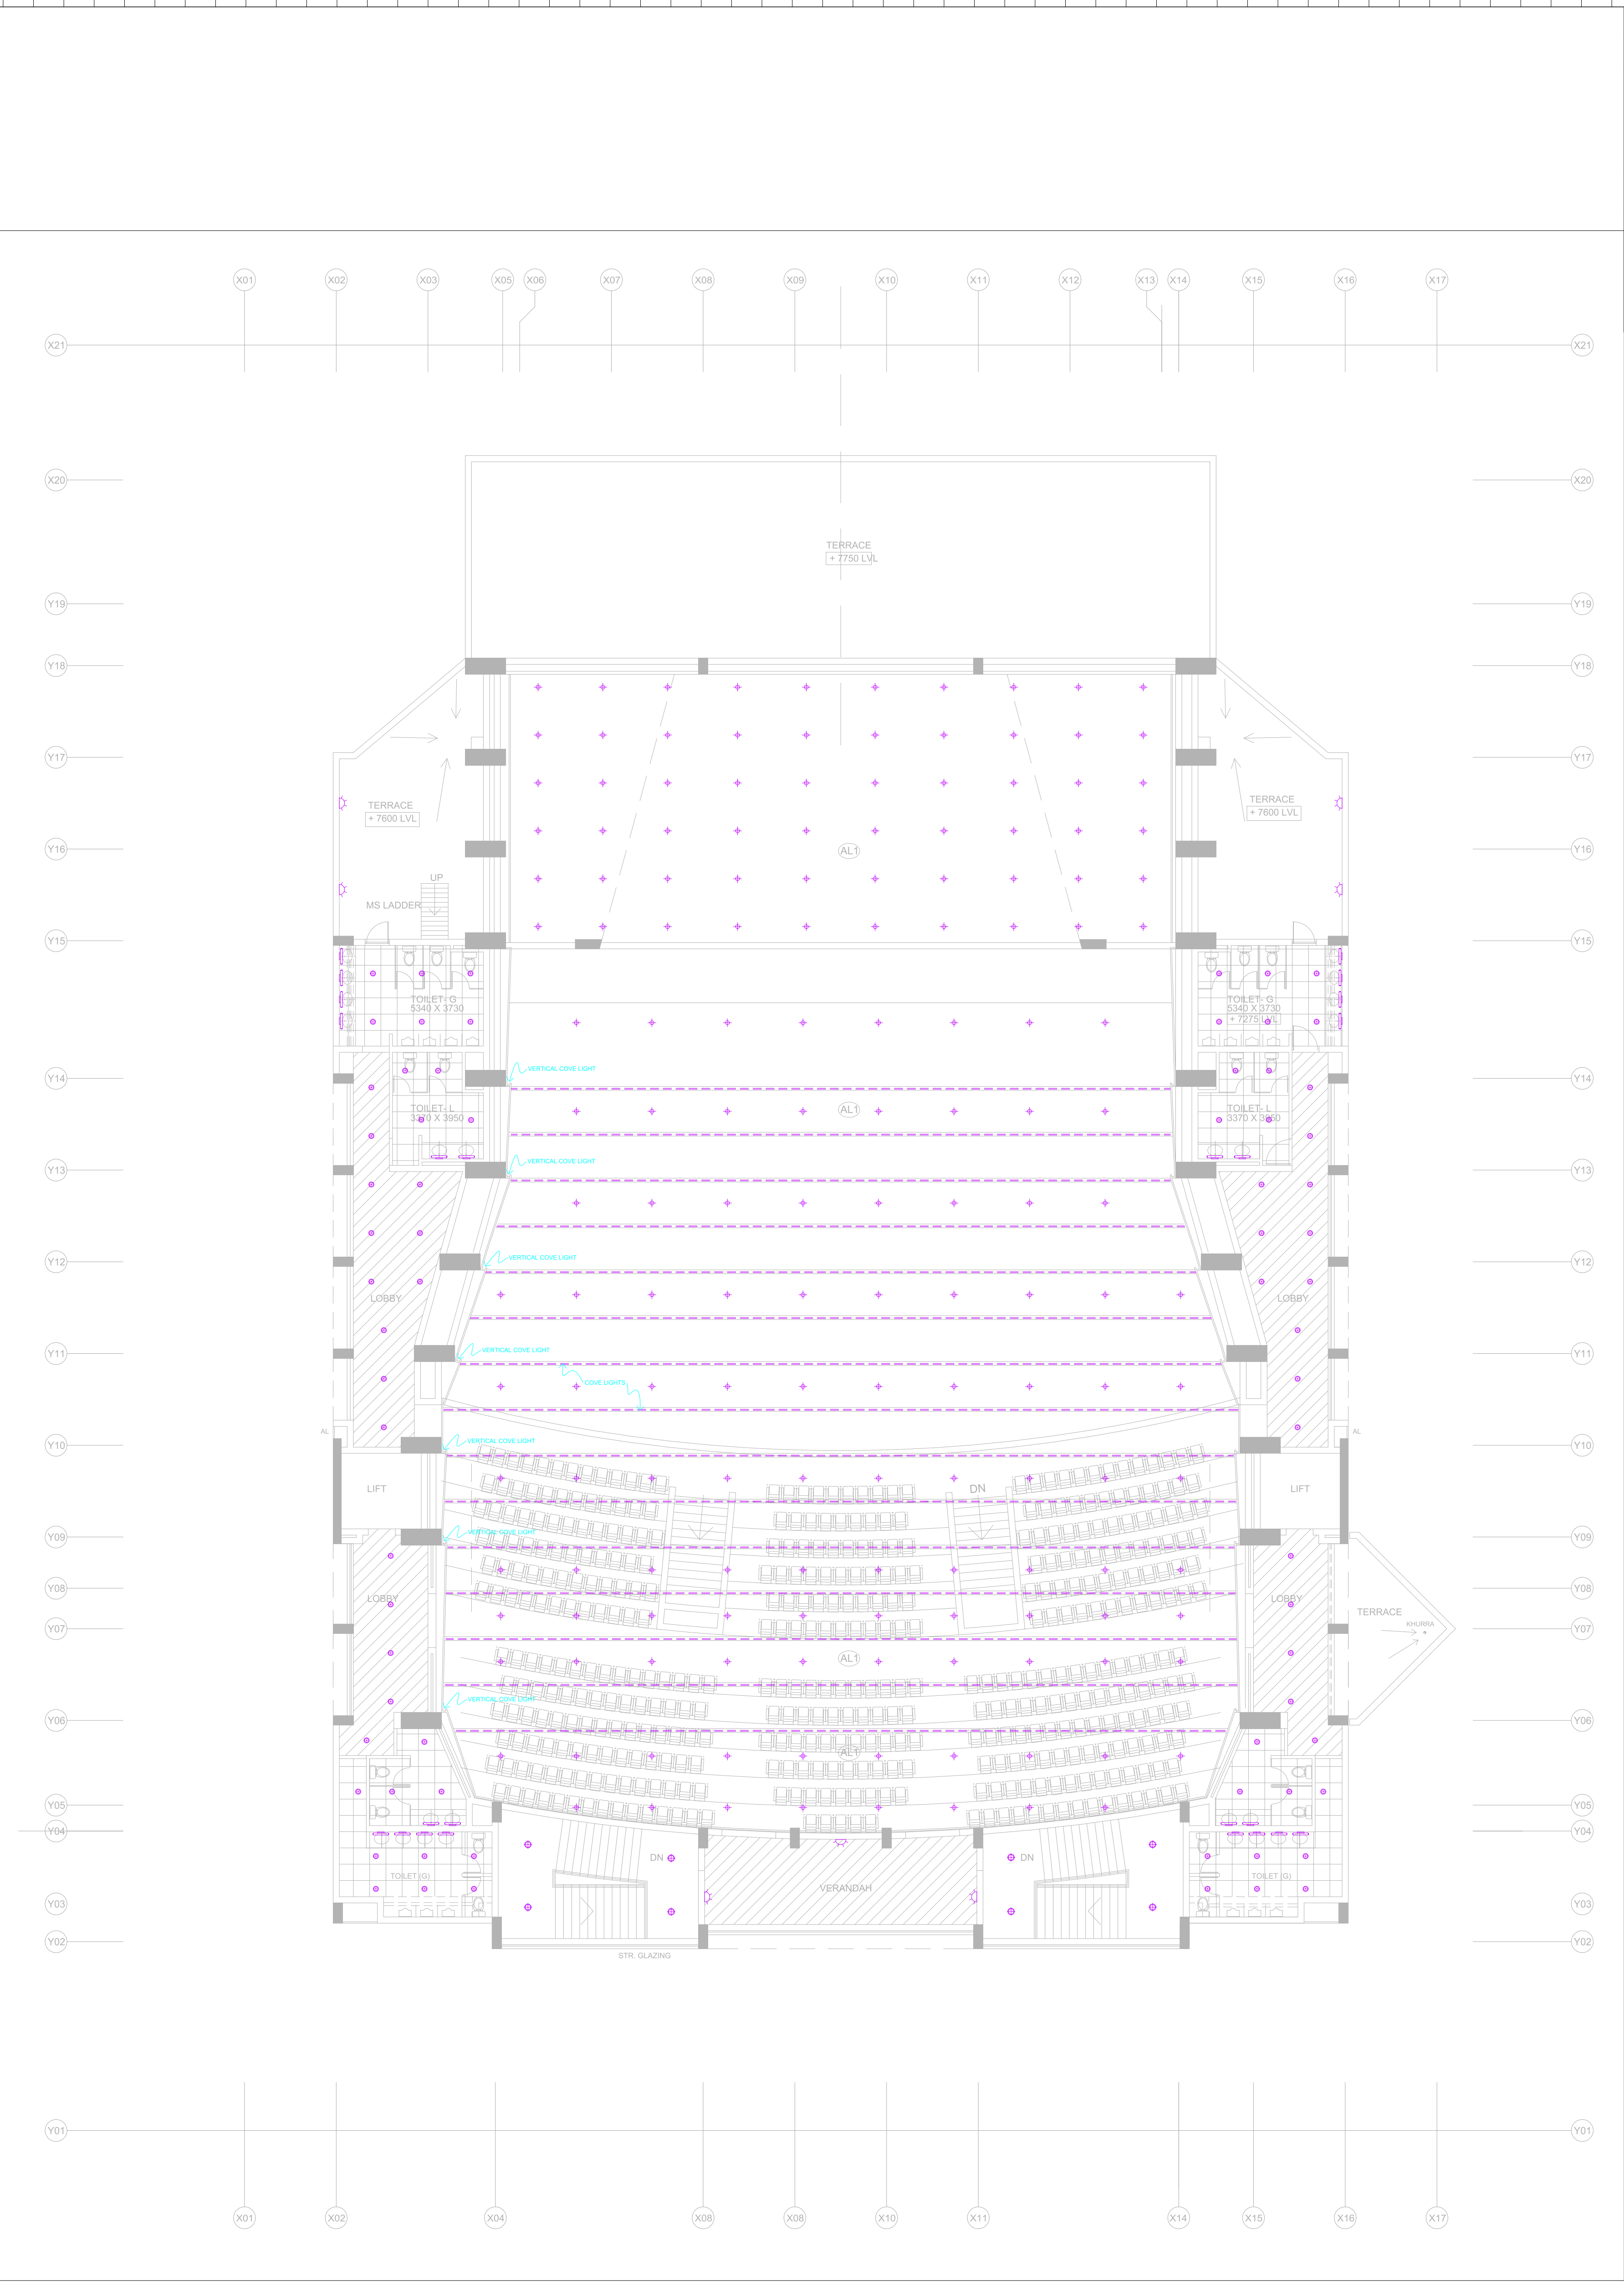 X01 X02 X03 X05 X06 X07 X08 X09 X10 X11 X12 X13 X14 X15 X16 X17
X21 X21
X20 X20
TERRACE
+ 7750 LVL
Y19 Y19
Y18 Y18
Y17 Y17
TERRACE
+ 7600 LVL
TERRACE
+ 7600 LVL
Y16 Y16
AL1
UP
MS LADDER
Y15 Y15
TOILET- G
5340 X 3730
TOILET- G
5340 X 3730
+ 7275 LVL
VERTICAL COVE LIGHT
Y14 Y14
TOILET- L
3370 X 3950
AL1
TOILET- L
3370 X 3950
VERTICAL COVE LIGHT
Y13 Y13
VERTICAL COVE LIGHT
Y12 Y12
LOBBY
LOBBY
VERTICAL COVE LIGHT
Y11 Y11
COVE LIGHTS
AL
AL
VERTICAL COVE LIGHT
Y10 Y10
LIFT
DN
LIFT
VERTICAL COVE LIGHT
Y09 Y09
Y08 Y08
LOBBY
LOBBY
TERRACE
KHURRA
Y07 Y07
AL1
VERTICAL COVE LIGHT
Y06 Y06
AL1
Y05 Y05
Y04 Y04
DN
DN
TOILET (G)
VERANDAH
TOILET (G)
Y03 Y03
Y02 Y02
STR. GLAZING
Y01 Y01
X01 X02 X04 X08 X08 X10 X11 X14 X15 X16 X17